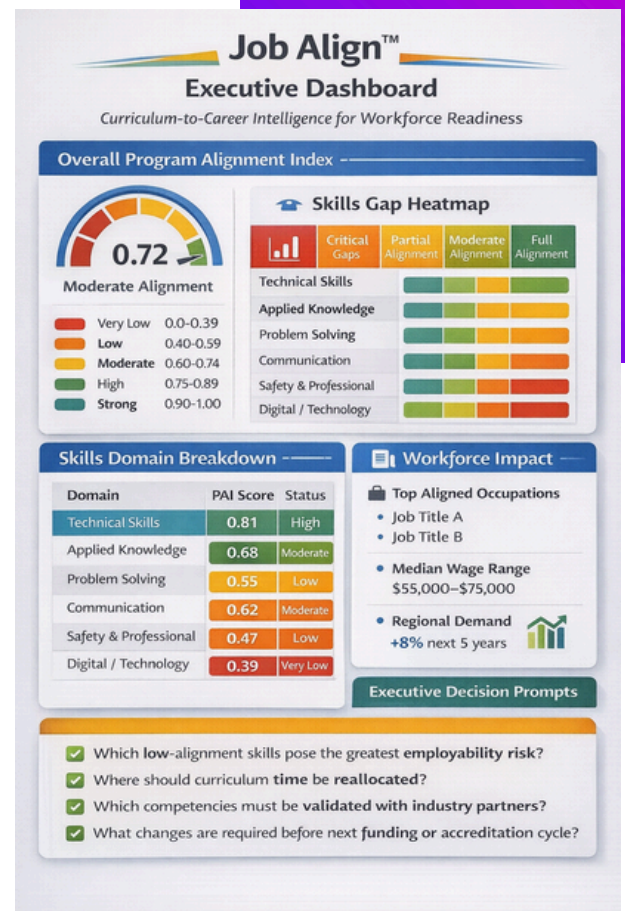 Job Align™
Executive Dashboard
Curriculum-to-Career Intelligence for Workforce Readiness
Overall Program Alignment Index
0.72
Moderate Alignment
Very Low 0.0-0.39
Low 0.40-0.59
Moderate 0.60-0.74
High 0.75-0.89
Strong 0.90-1.00
Skills Gap Heatmap
Critical Gaps
Partial Alignment
Moderate Alignment
Full Alignment
Technical Skills
Applied Knowledge
Problem Solving
Communication
Safety & Professional
Digital / Technology
Skills Domain Breakdown
Domain PAI Score Status
Technical Skills 0.81 High
Applied Knowledge 0.68 Moderate
Problem Solving 0.55 Low
Communication 0.62 Moderate
Safety & Professional 0.47 Low
Digital / Technology 0.39 Very Low
Workforce Impact
Top Aligned Occupations
• Job Title A
• Job Title B
• Median Wage Range
$55,000–$75,000
• Regional Demand
+8% next 5 years
Executive Decision Prompts
Which low-alignment skills pose the greatest employability risk?
Where should curriculum time be reallocated?
Which competencies must be validated with industry partners?
What changes are required before next funding or accreditation cycle?